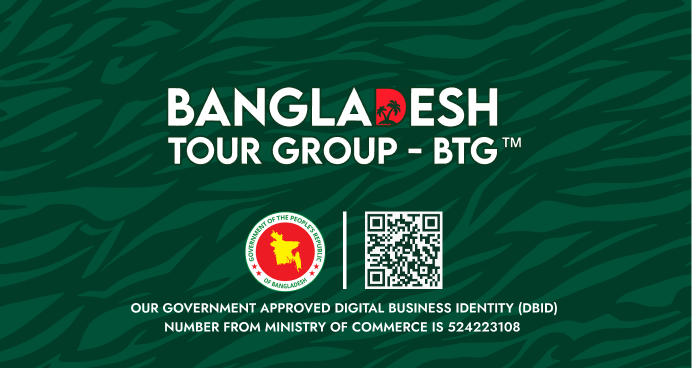 BANGLADESH
TOUR GROUP - BTG™
GOVERNMENT OF THE PEOPLE'S REPUBLIC
OF BANGLADESH
OUR GOVERNMENT APPROVED DIGITAL BUSINESS IDENTITY (DBID)
NUMBER FROM MINISTRY OF COMMERCE IS 524223108